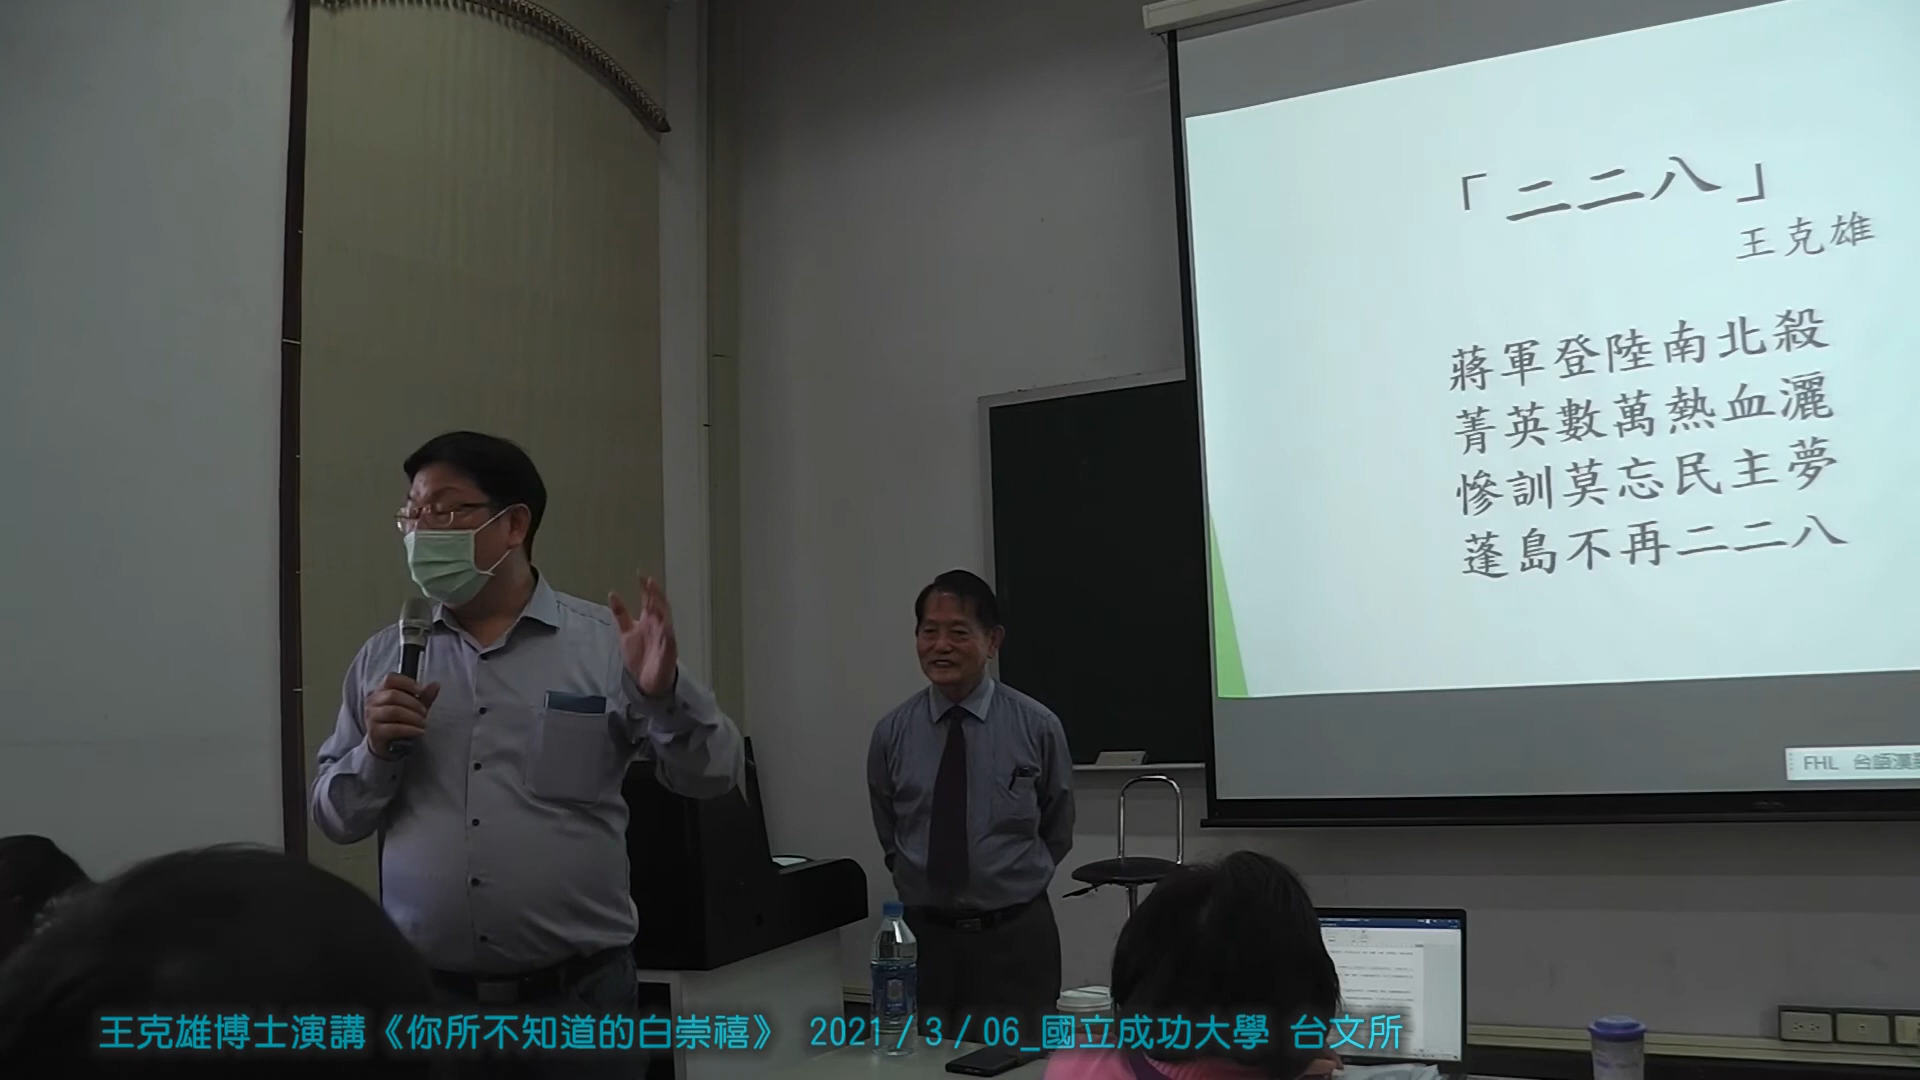 「二二八」
王克雄
蔣軍登陸南北殺
菁英數萬熱血灑
慘訓莫忘民主夢
蓬島不再二二八
FHL 台語漢
王克雄博士演講《你所不知道的白崇禧》 2021 / 3 / 06_國立成功大學 台文所